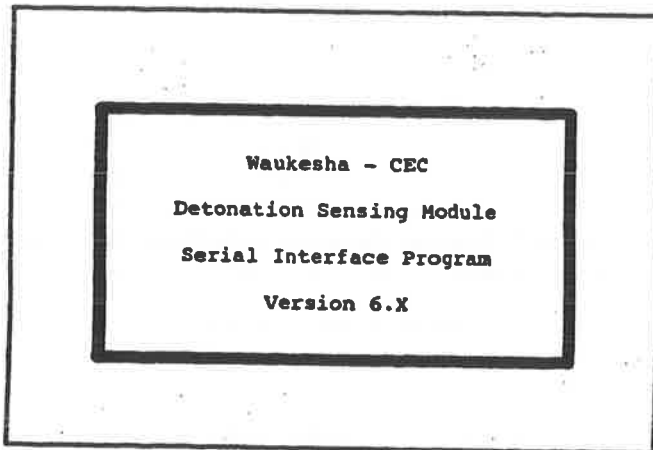 Waukesha - CEC
Detonation Sensing Module
Serial Interface Program
Version 6.X